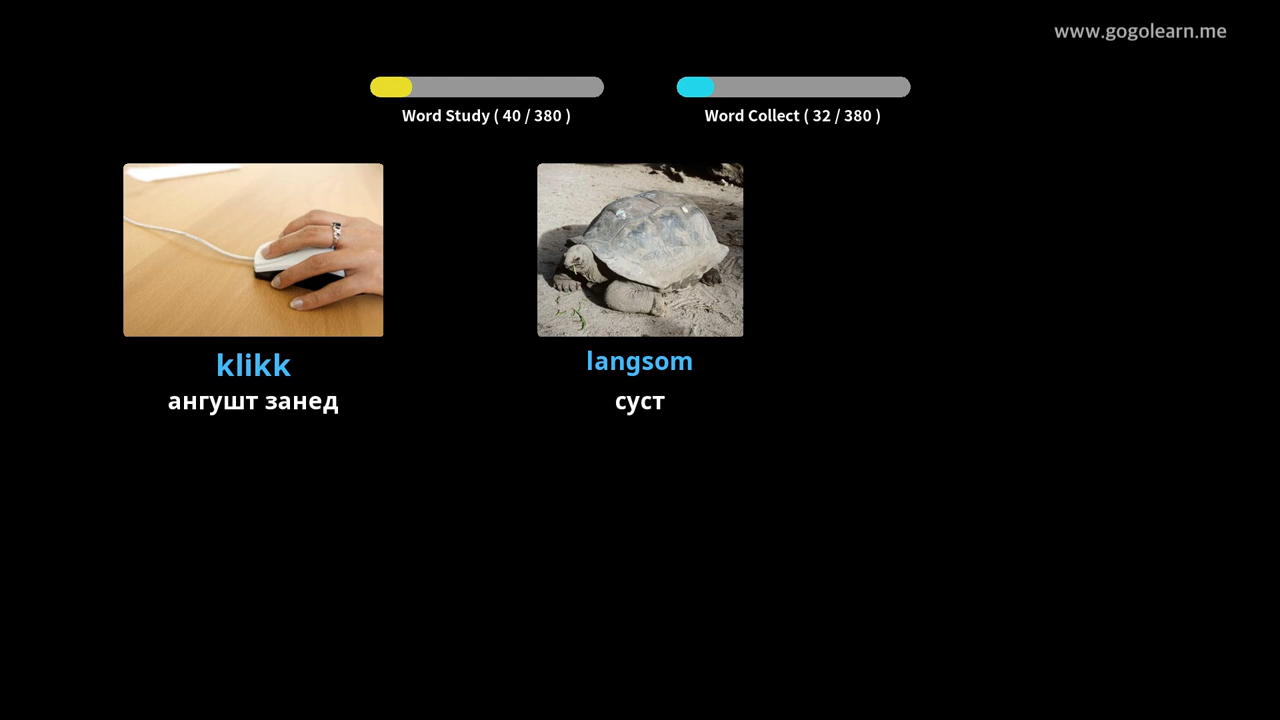 www.gogolearn.me
Word Study ( 40 / 380 )
Word Collect ( 32 / 380 )
klikk
ангушт занед
langsom
суст